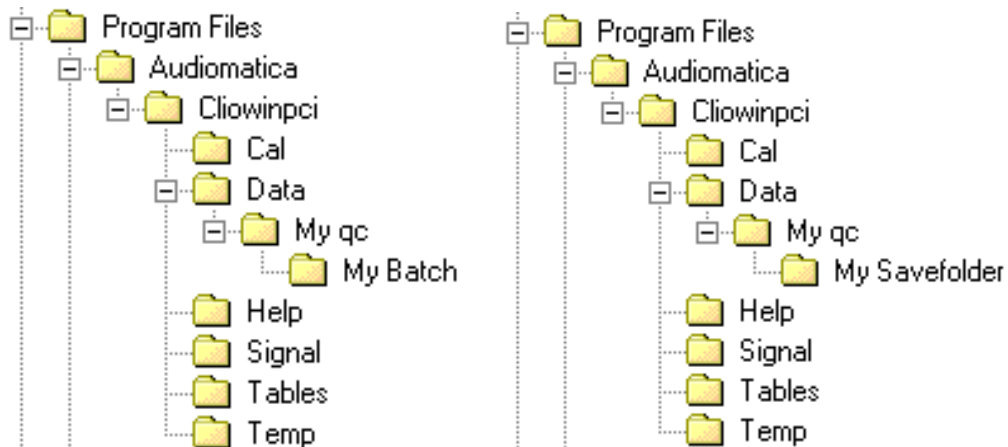 Program Files
Audiomatica
Cliowinpci
Cal
Data
My qc
My Batch
Help
Signal
Tables
Temp
Program Files
Audiomatica
Cliowinpci
Cal
Data
My qc
My Savefolder
Help
Signal
Tables
Temp